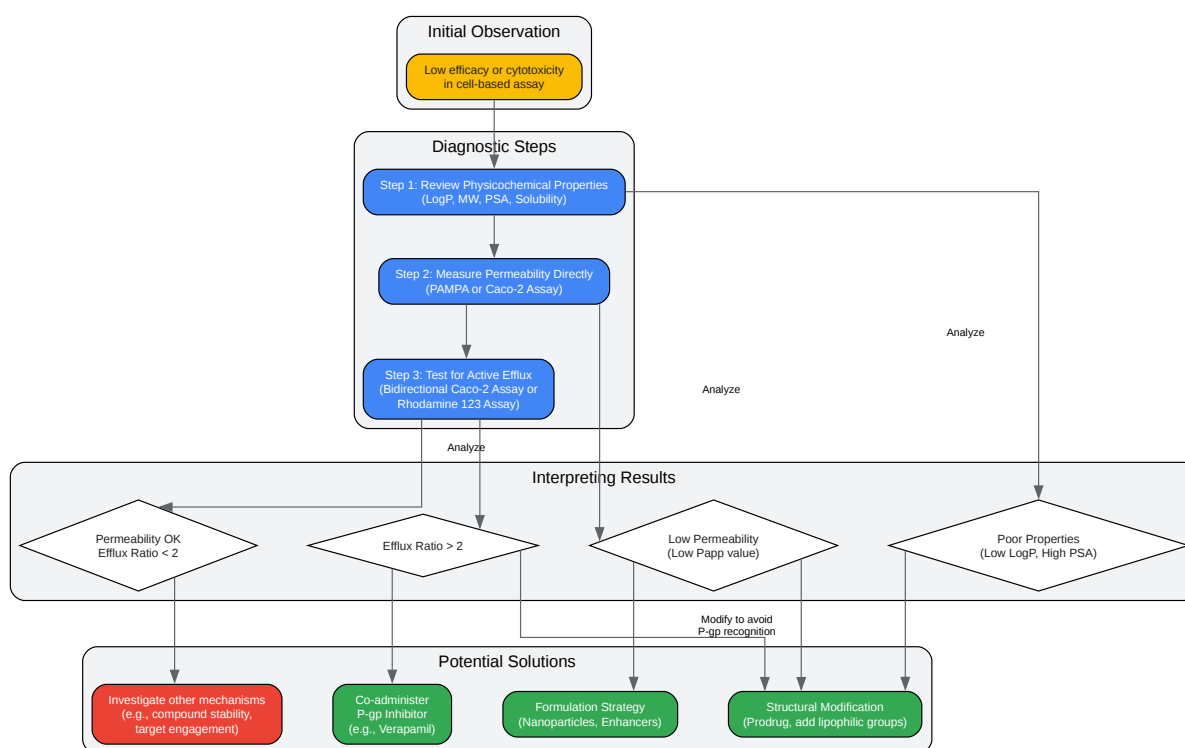 Initial Observation
Low efficacy or cytotoxicity
in cell-based assay
Diagnostic Steps
Step 1: Review Physicochemical Properties
(LogP, MW, PSA, Solubility)
Step 2: Measure Permeability Directly
(PAMPA or Caco-2 Assay)
Analyze
Step 3: Test for Active Efflux
(Bidirectional Caco-2 Assay or
Rhodamine 123 Assay)
Analyze
Analyze
Interpreting Results
Permeability OK
Efflux Ratio < 2
Efflux Ratio > 2
Low Permeability
(Low Papp value)
Poor Properties
(Low LogP, High PSA)
Modify to avoid
P-gp recognition
Potential Solutions
Investigate other mechanisms
(e.g., compound stability,
target engagement)
Co-administer
P-gp Inhibitor
(e.g., Verapamil)
Formulation Strategy
(Nanoparticles, Enhancers)
Structural Modification
(Prodrug, add lipophilic groups)